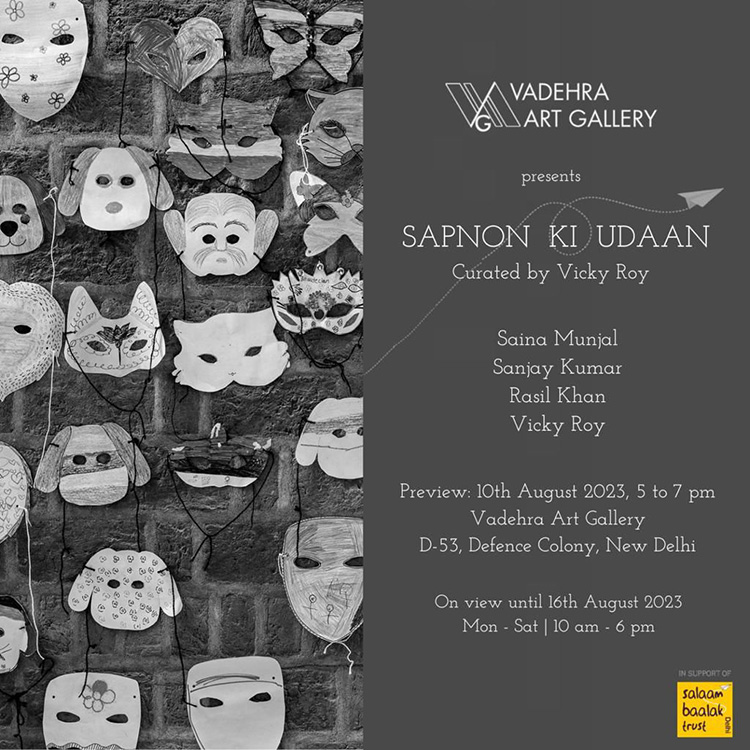 VADEHRA
ART GALLERY
VG
presents
SAPNON KI UDAAN
Curated by Vicky Roy
Saina Munjal
Sanjay Kumar
Rasil Khan
Vicky Roy
Preview: 10th August 2023, 5 to 7 pm
Vadehra Art Gallery
D-53, Defence Colony, New Delhi
On view until 16th August 2023
Mon - Sat | 10 am - 6 pm
IN SUPPORT OF
salaam
baalak
trust
Delhi